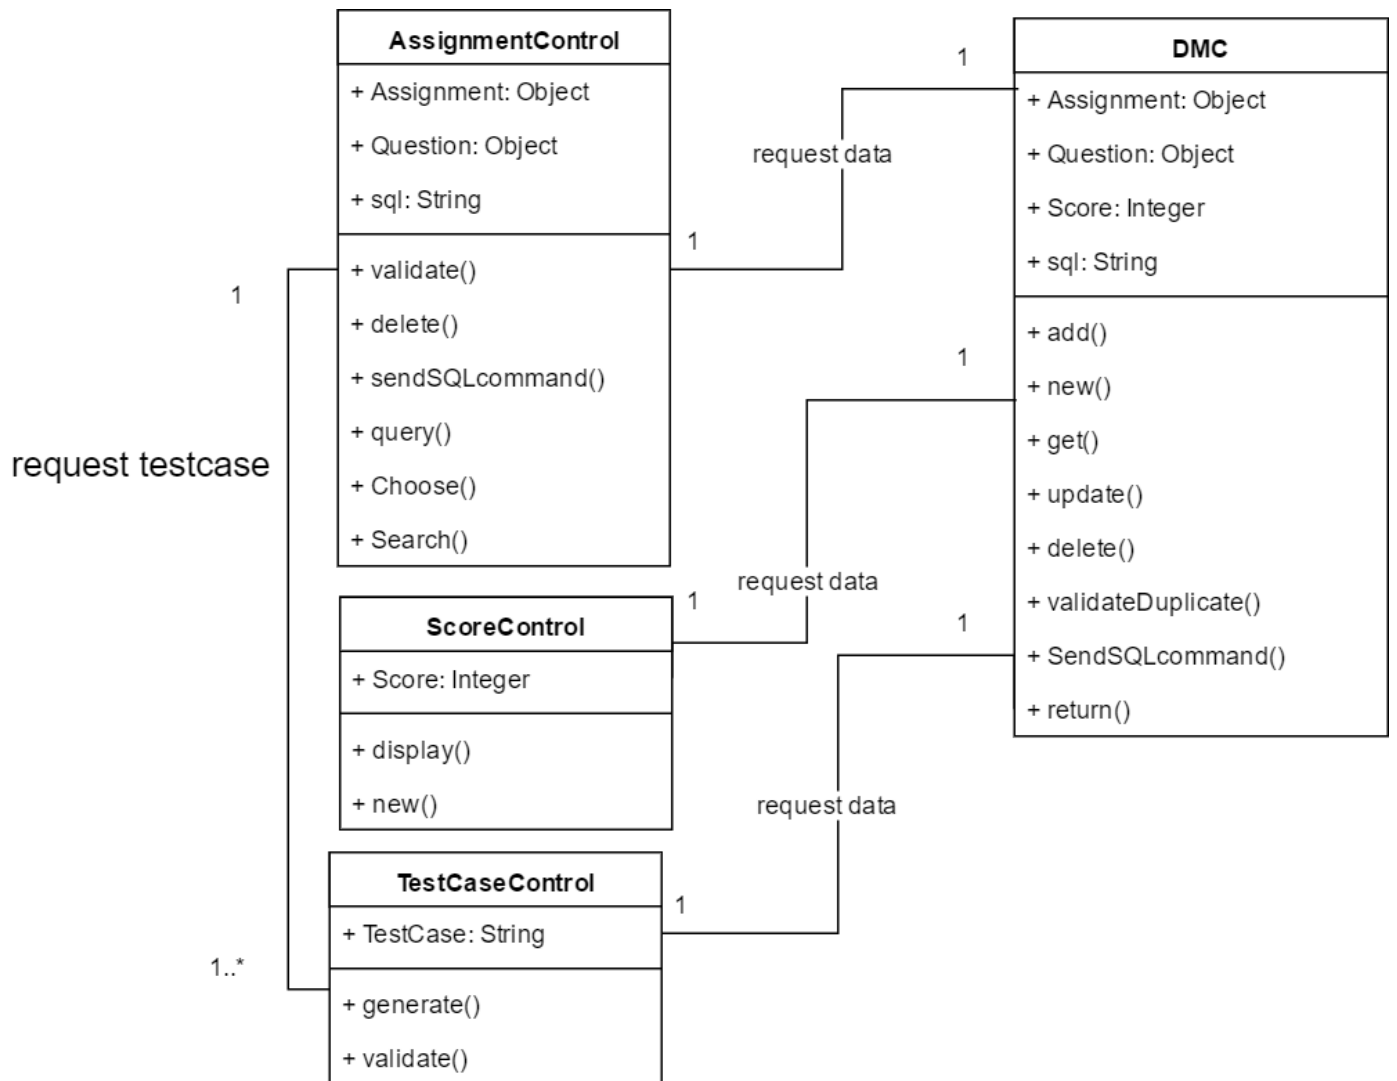 AssignmentControl
+ Assignment: Object
+ Question: Object
+ sql: String
+ validate()
+ delete()
+ sendSQLcommand()
+ query()
+ Choose()
+ Search()
1
request testcase
1..*
ScoreControl
+ Score: Integer
+ display()
+ new()
TestCaseControl
+ TestCase: String
+ generate()
+ validate()
1
request data
1
1
request data
1
1
request data
1
DMC
+ Assignment: Object
+ Question: Object
+ Score: Integer
+ sql: String
+ add()
+ new()
+ get()
+ update()
+ delete()
+ validateDuplicate()
+ SendSQLcommand()
+ return()